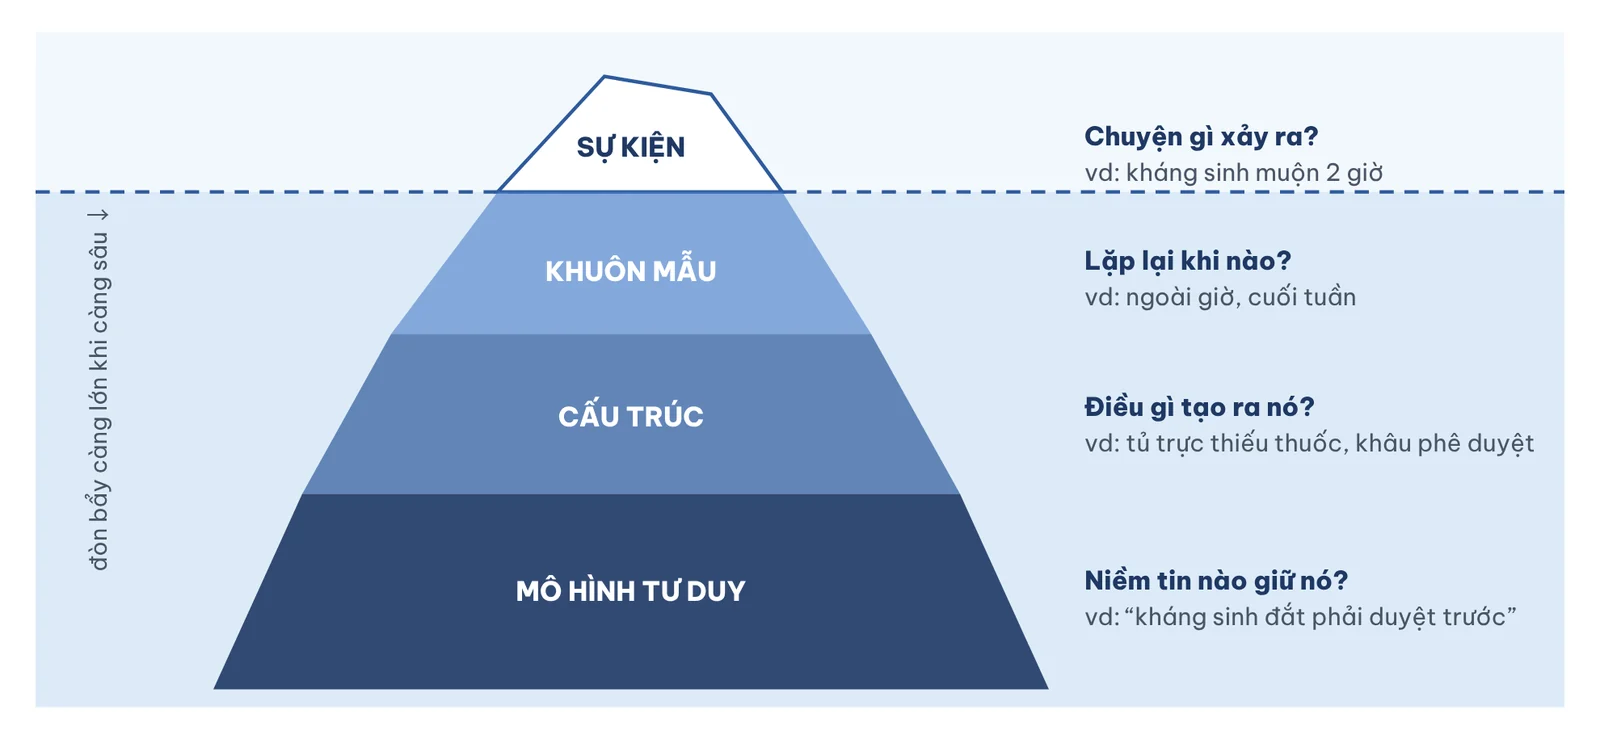 SỰ KIỆN
Chuyện gì xảy ra?
vd: kháng sinh muộn 2 giờ
KHUÔN MẪU
Lặp lại khi nào?
vd: ngoài giờ, cuối tuần
CẤU TRÚC
Điều gì tạo ra nó?
vd: tủ trực thiếu thuốc, khâu phê duyệt
MÔ HÌNH TƯ DUY
Niềm tin nào giữ nó?
vd: “kháng sinh đắt phải duyệt trước”
đòn bẩy càng lớn khi càng sâu →